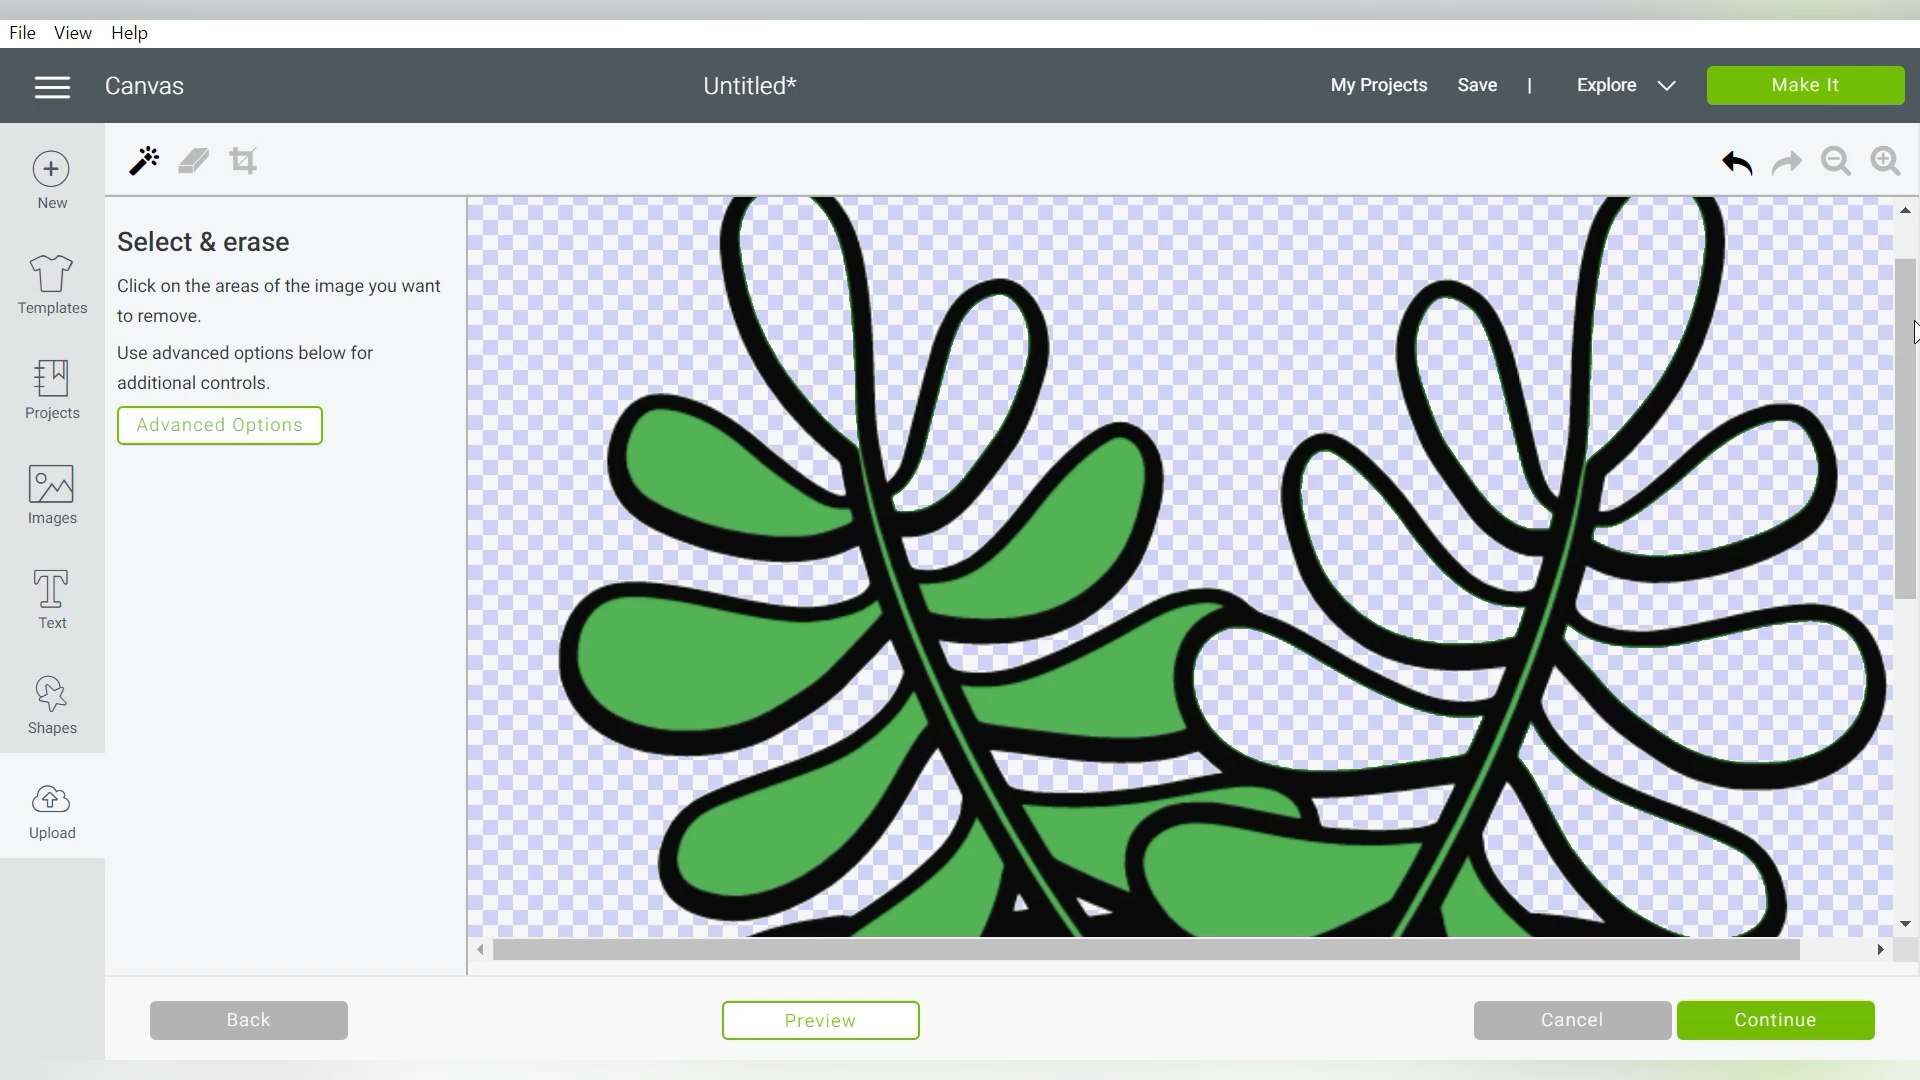 File View Help
Canvas
Untitled*
My Projects Save | Explore
Make It
New
Templates
Projects
Images
Text
Shapes
Upload
Select & erase
Click on the areas of the image you want
to remove.
Use advanced options below for
additional controls.
Advanced Options
Back
Preview
Cancel
Continue